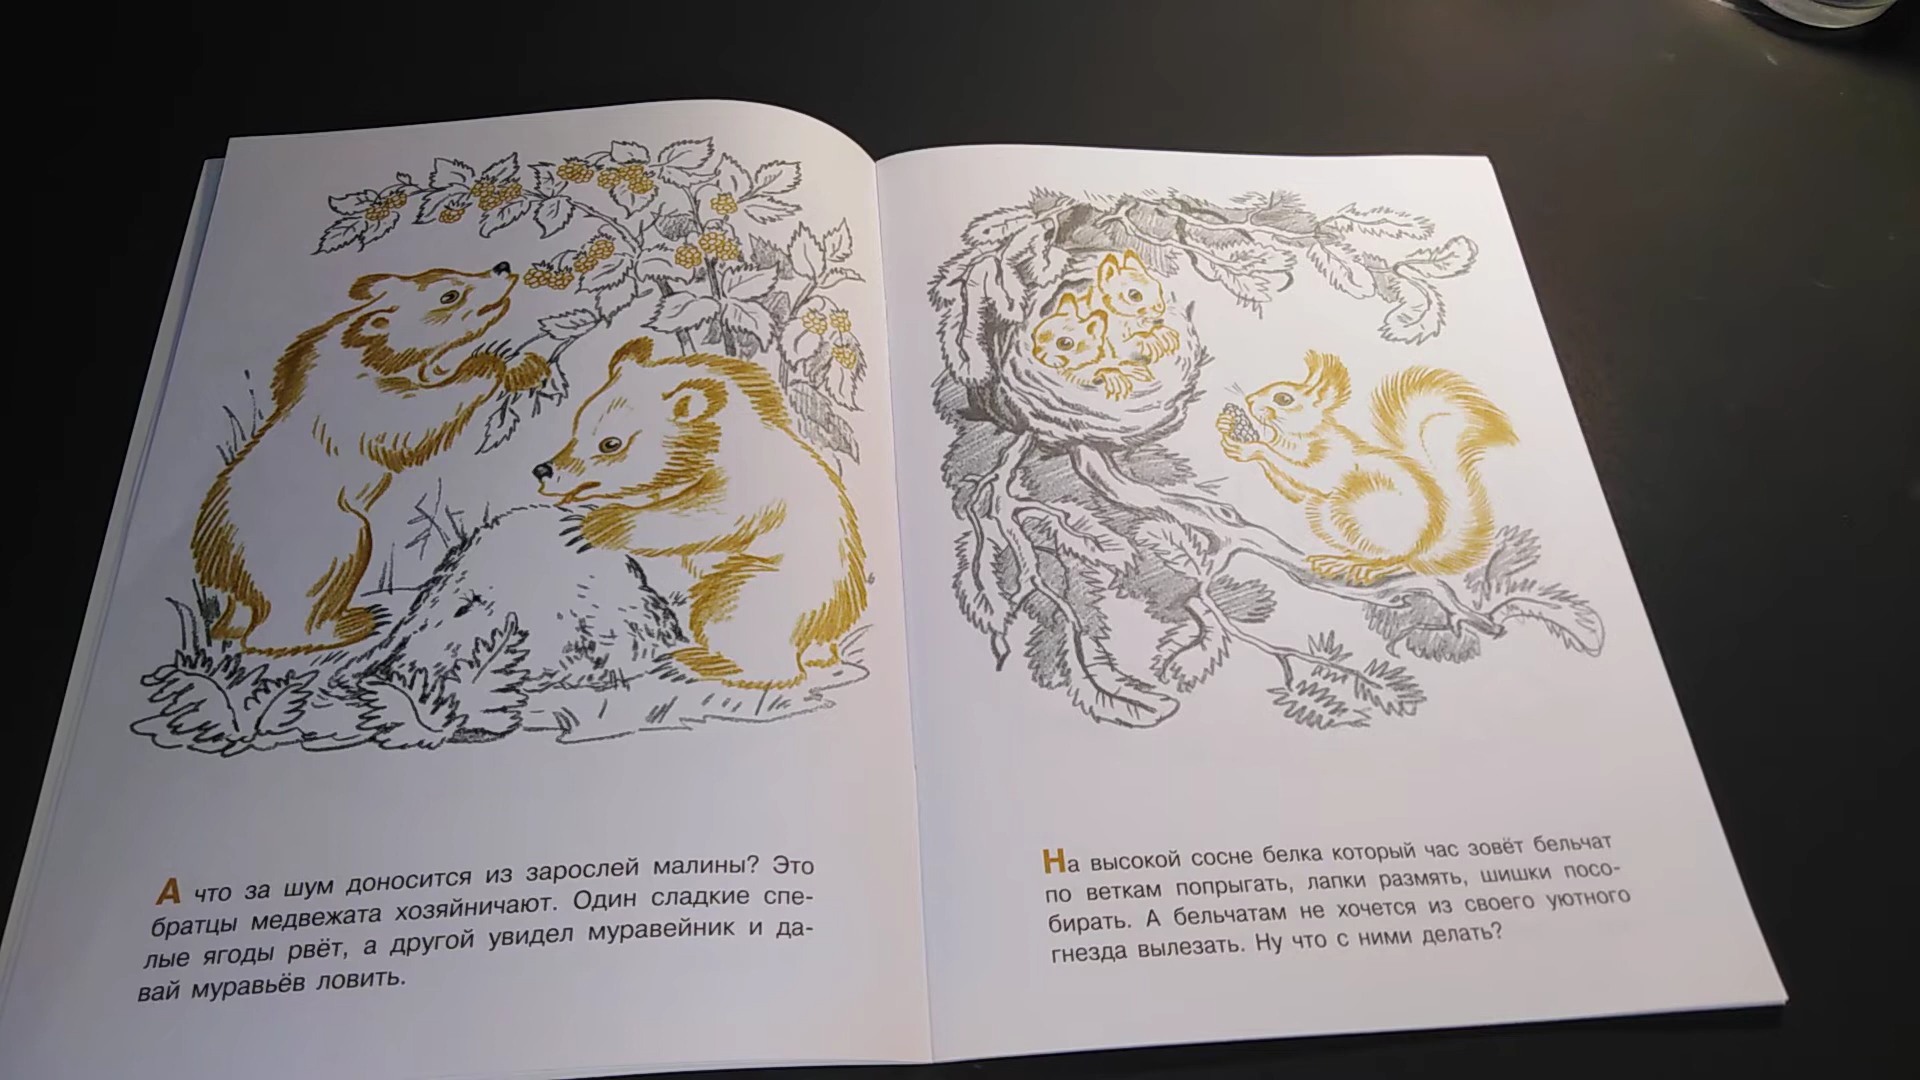 А что за шум доносится из зарослей малины? Это
братцы медвежата хозяйничают. Один сладкие спе-
лые ягоды рвёт, а другой увидел муравейник и да-
вай муравьёв ловить.
На высокой сосне белка который час зовёт бельчат
по веткам попрыгать, лапки размять, шишки посо-
бирать. А бельчатам не хочется из своего уютного
гнезда вылезать. Ну что с ними делать?